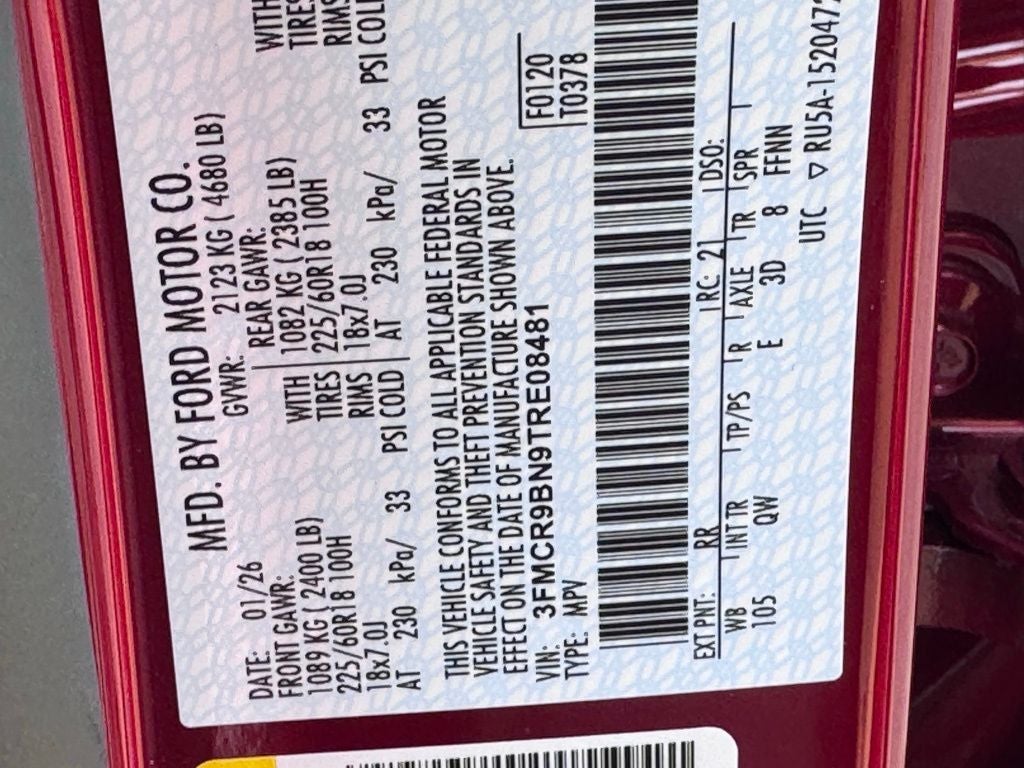 MFD. BY FORD MOTOR CO.
DATE: 01/26 GVWR: 2123 KG ( 4680 LB)
FRONT GAWR: REAR GAWR:
1089 KG ( 2400 LB) WITH 1082 KG ( 2385 LB) WITH
225/60R18 100H TIRES 225/60R18 100H TIRES
18x7.0J RIMS 18x7.0J RIMS
AT 230 kPa/ 33 PSI COLD AT 230 kPa/ 33 PSI COLD
THIS VEHICLE CONFORMS TO ALL APPLICABLE FEDERAL MOTOR
VEHICLE SAFETY AND THEFT PREVENTION STANDARDS IN
EFFECT ON THE DATE OF MANUFACTURE SHOWN ABOVE.
VIN: 3FMCR9BN9TRE08481 F0120
TYPE: MPV T0378
EXT PNT: RR RC: 21 DSO:
WB INT TR TP/PS R AXLE TR SPR
105 QW E 3D 8 FFNN
UTC ▽ RU5A-1520472